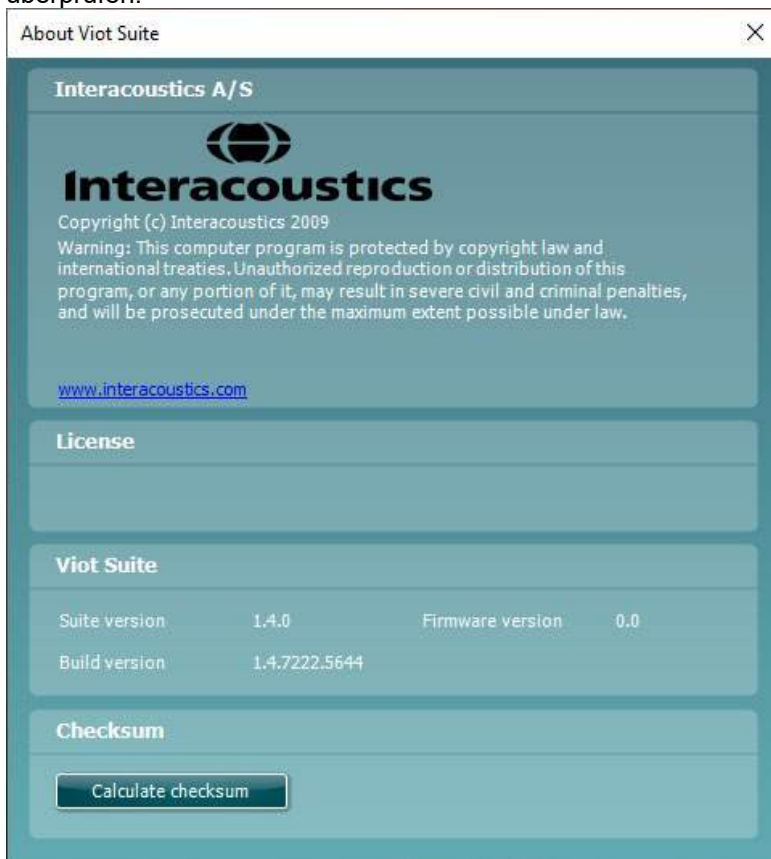 überprüfen.
About Viot Suite
Interacoustics A/S
Interacoustics
Copyright (c) Interacoustics 2009
Warning: This computer program is protected by copyright law and
international treaties. Unauthorized reproduction or distribution of this
program, or any portion of it, may result in severe civil and criminal penalties,
and will be prosecuted under the maximum extent possible under law.
www.interacoustics.com
License
Viot Suite
Suite version 1.4.0 Firmware version 0.0
Build version 1.4.7222.5644
Checksum
Calculate checksum